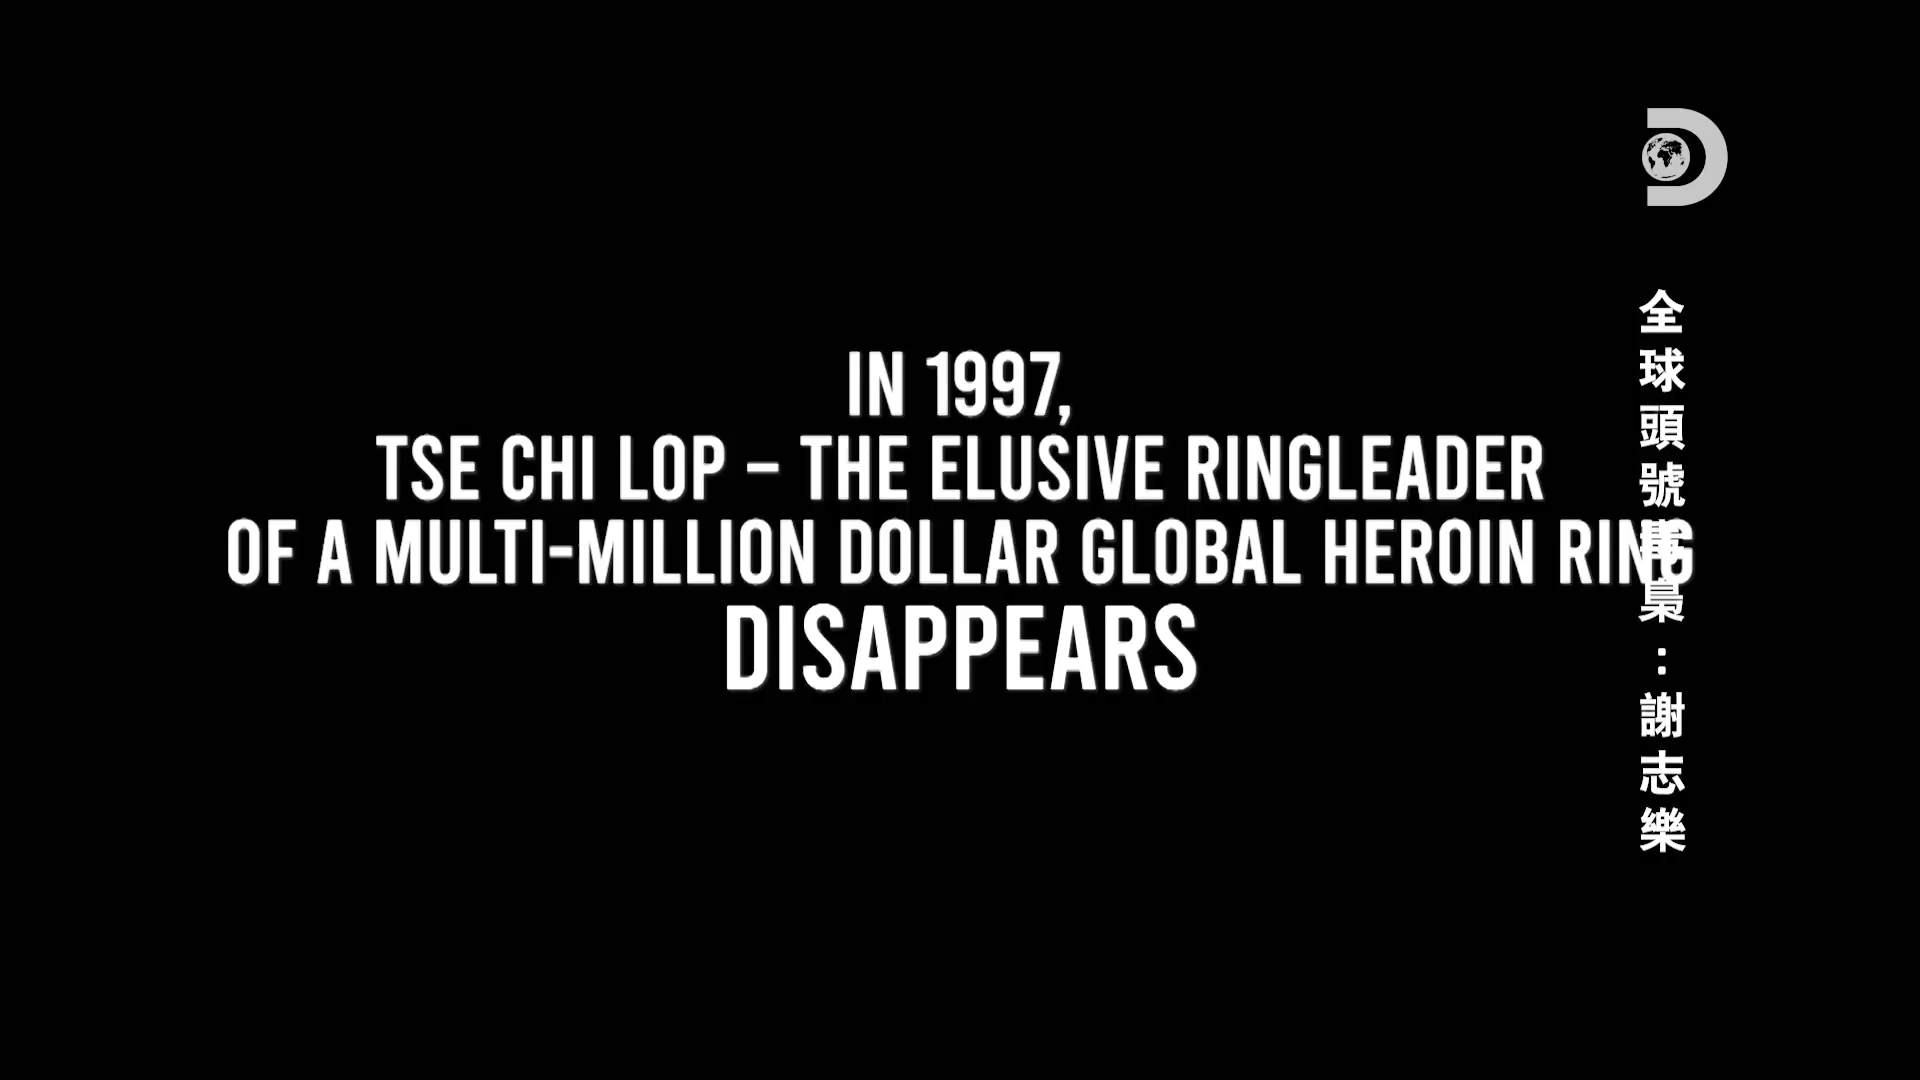 IN 1997,
TSE CHI LOP – THE ELUSIVE RINGLEADER
OF A MULTI-MILLION DOLLAR GLOBAL HEROIN RING
DISAPPEARS
全球頭號毒梟：謝志樂